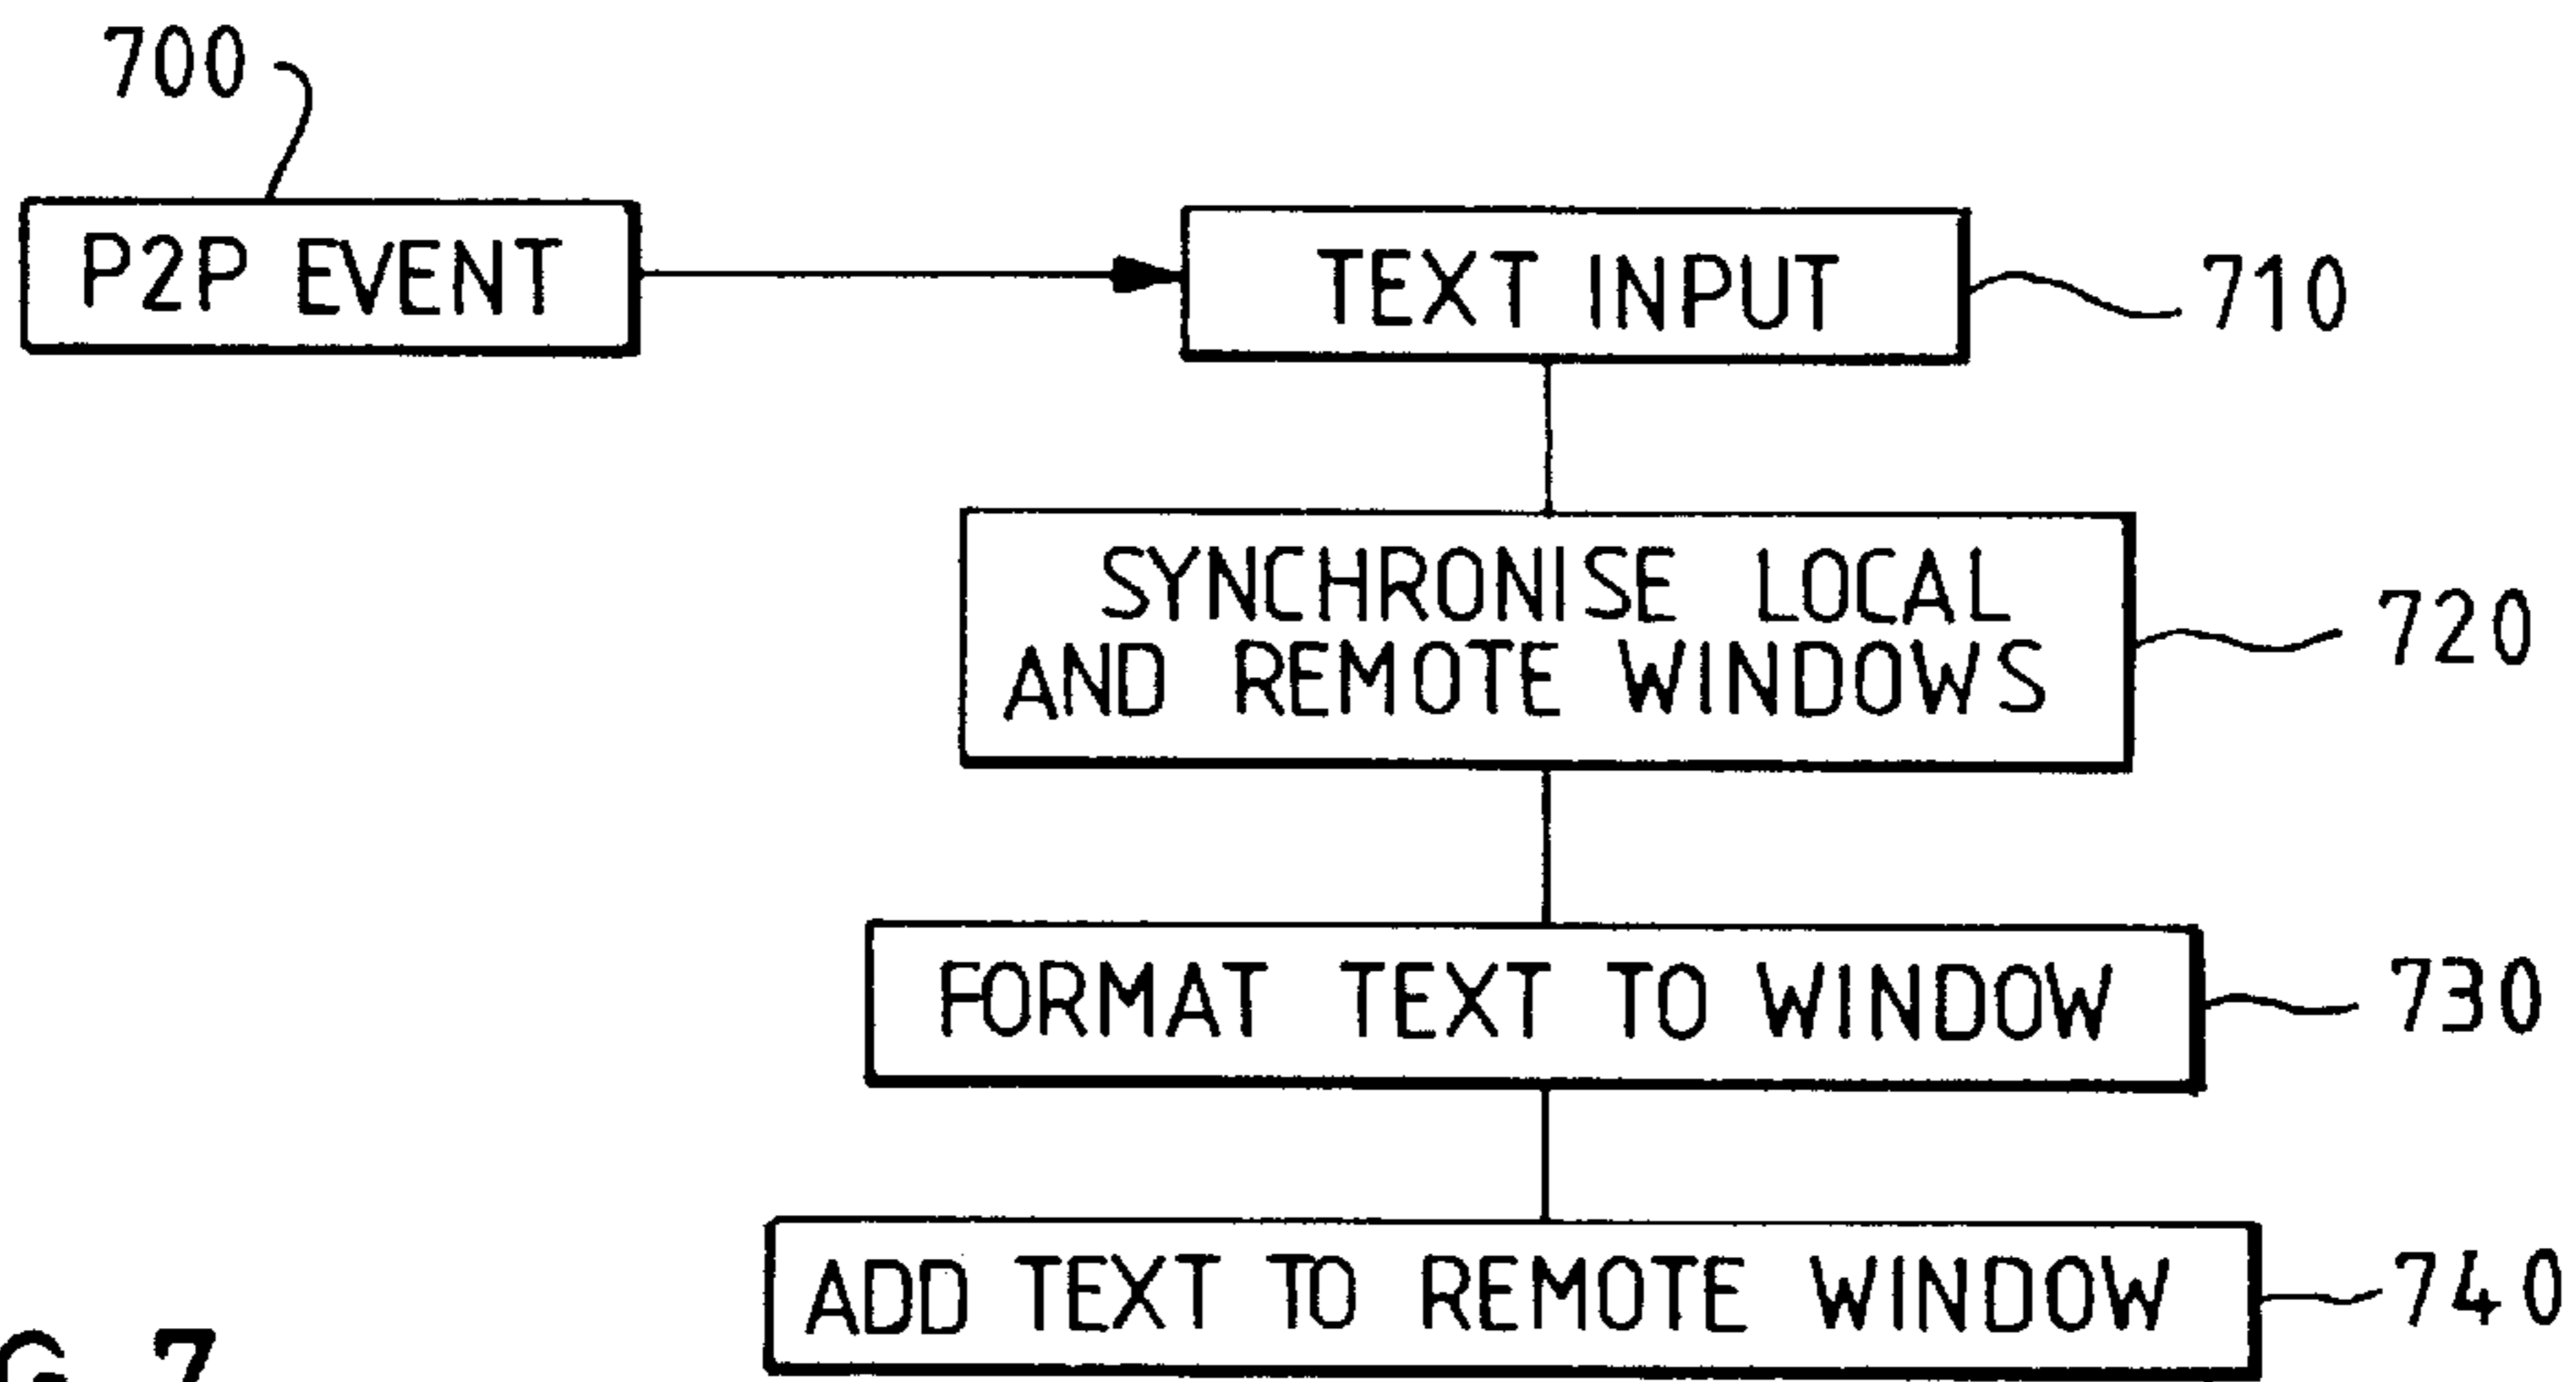 700
P2P EVENT
TEXT INPUT
710
SYNCHRONISE LOCAL
AND REMOTE WINDOWS
720
FORMAT TEXT TO WINDOW
730
ADD TEXT TO REMOTE WINDOW
740
G. 7